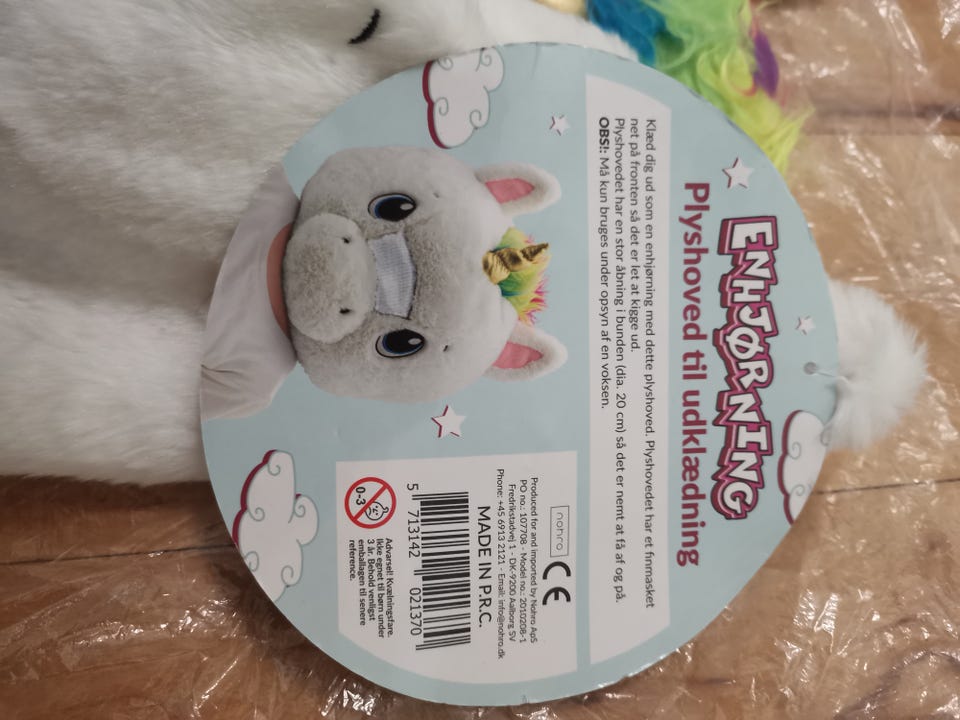 ENHJØRNING
Plyshoved til udklædning
Klæd dig ud som en enhjørning med dette plyshoved. Plyshovedet har et finmasket
net på fronten så det er let at kigge ud.
Plyshovedet har en stor åbning i bunden (dia. 20 cm) så det er nemt at få af og på.
OBS!: Må kun bruges under opsyn af en voksen.
nohro
CE
Produced for and imported by Nohro ApS
PO no.: 107708 - Model no.: 2010208-1
Fredrikstadvej 1 - DK-9200 Aalborg SV
Phone: +45 6913 2121 - Email: info@nohro.dk
MADE IN P.R.C.
5 713142 021370
0-3
Advarsel! Kvælningsfare.
Ikke egnet til børn under
3 år. Behold venligst
emballagen til senere
reference.